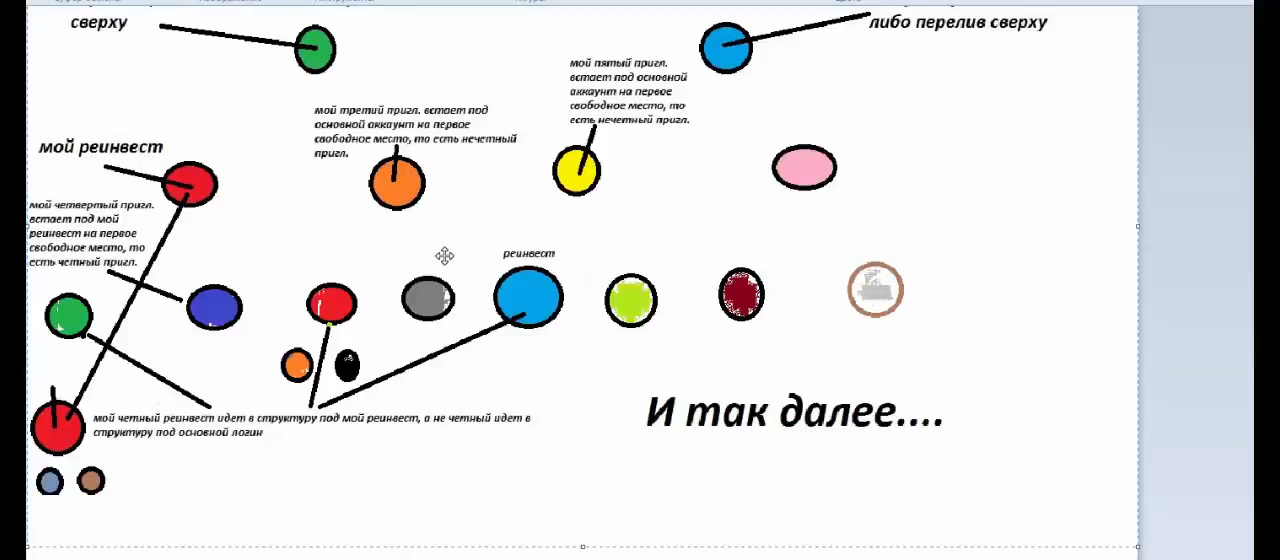 сверху
либо перелив сверху
мой пятый пригл.
встает под основной
аккаунт на первое
свободное место, то
есть нечетный пригл.
мой третий пригл. встает под
основной аккаунт на первое
свободное место, то есть нечетный
пригл.
мой реинвест
мой четвертый пригл.
встает под мой
реинвест на первое
свободное место, то
есть четный пригл.
реинвест
мой четный реинвест идет в структуру под мой реинвест, а не четный идет в
структуру под основной логин
И так далее....